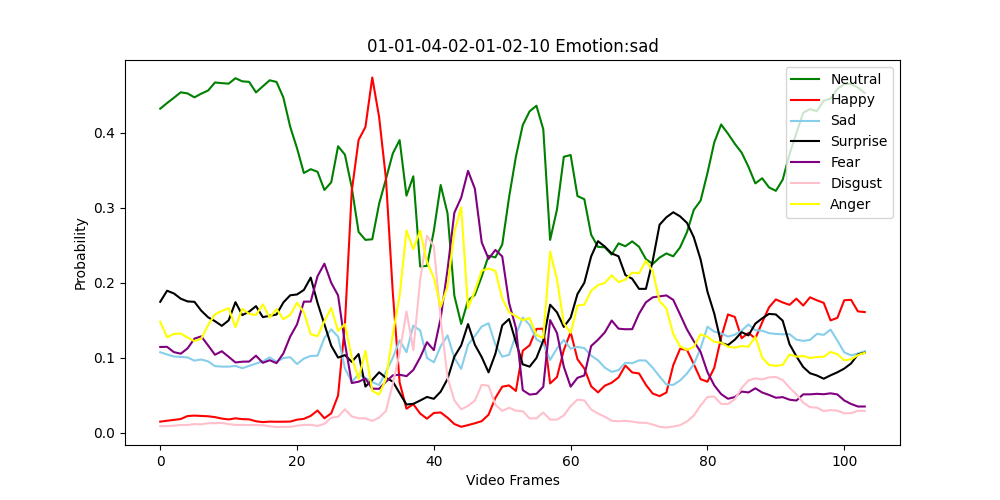 01-01-04-02-01-02-10 Emotion:sad
Neutral
Happy
Sad
Surprise
Fear
Disgust
Anger
Probability
0.4
0.3
0.2
0.1
0.0
0 20 40 60 80 100
Video Frames